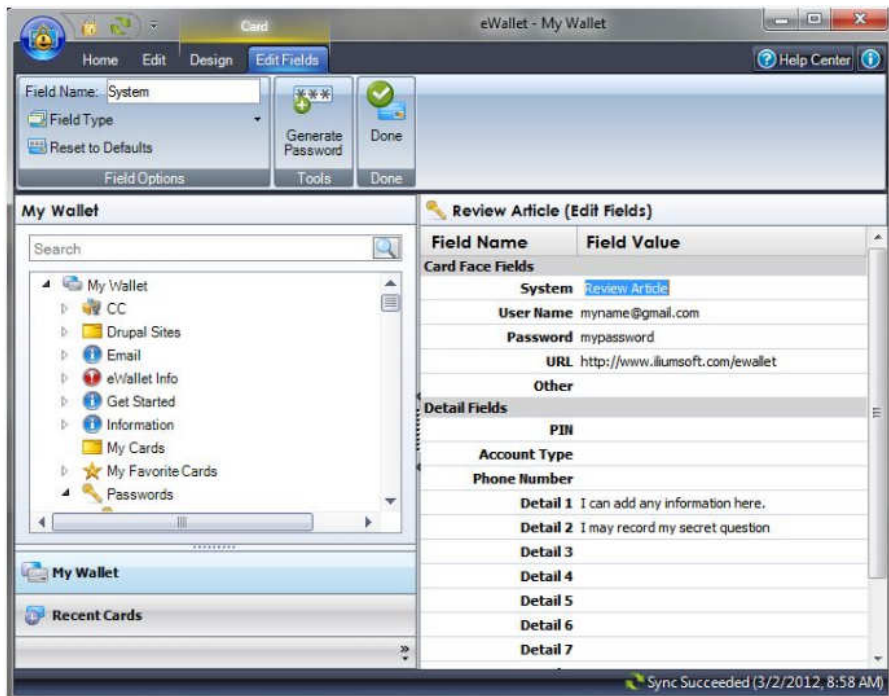 Card
eWallet - My Wallet
Home Edit Design Edit Fields
Help Center
Field Name: System
Field Type
Reset to Defaults
Field Options
***
Generate Password
Tools
Done
Done
My Wallet
Search
My Wallet
CC
Drupal Sites
Email
eWallet Info
Get Started
Information
My Cards
My Favorite Cards
Passwords
My Wallet
Recent Cards
Review Article (Edit Fields)
Field Name Field Value
Card Face Fields
System Review Article
User Name myname@gmail.com
Password mypassword
URL http://www.iliumsoft.com/ewallet
Other
Detail Fields
PIN
Account Type
Phone Number
Detail 1 I can add any information here.
Detail 2 I may record my secret question
Detail 3
Detail 4
Detail 5
Detail 6
Detail 7
Sync Succeeded (3/2/2012, 8:58 AM)